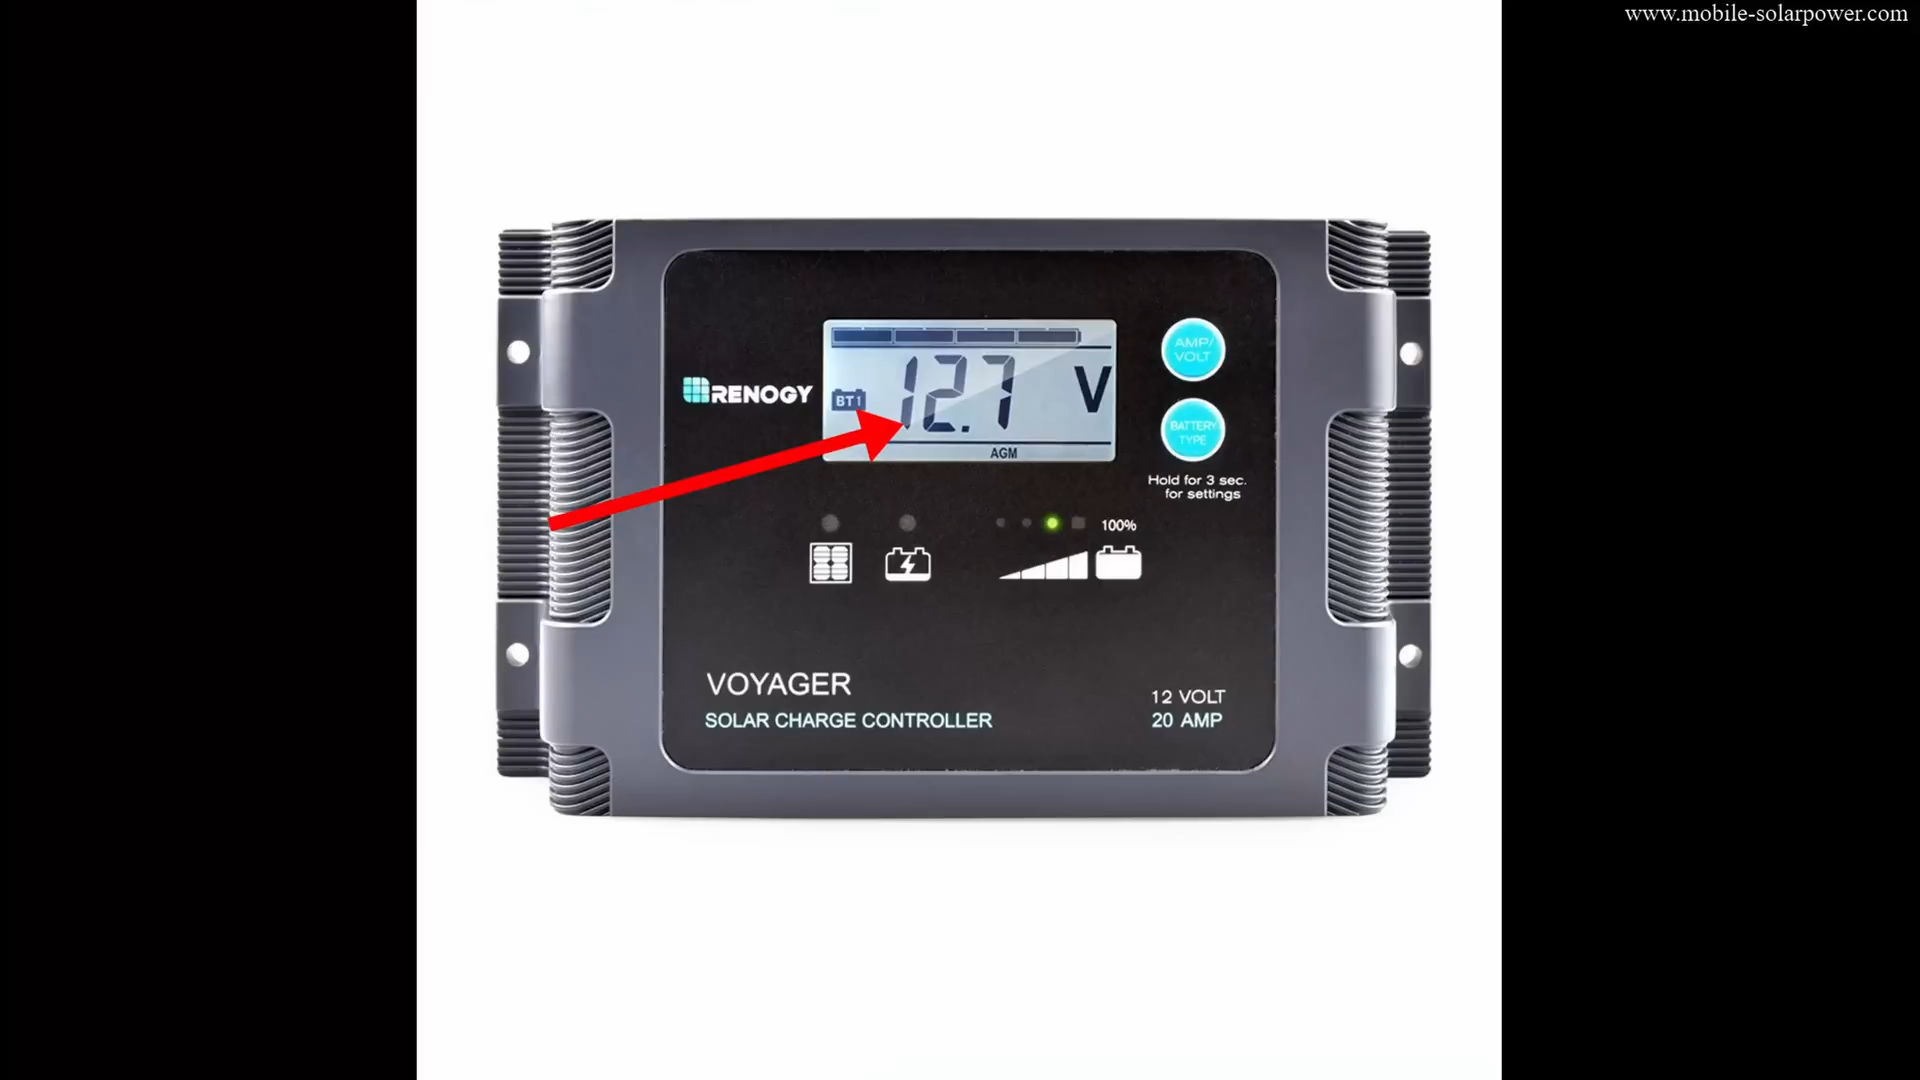 www.mobile-solarpower.com
RENOGY
BT1
12.7 V
AGM
AMP/
VOLT
BATTERY
TYPE
Hold for 3 sec.
for settings
100%
VOYAGER
SOLAR CHARGE CONTROLLER
12 VOLT
20 AMP